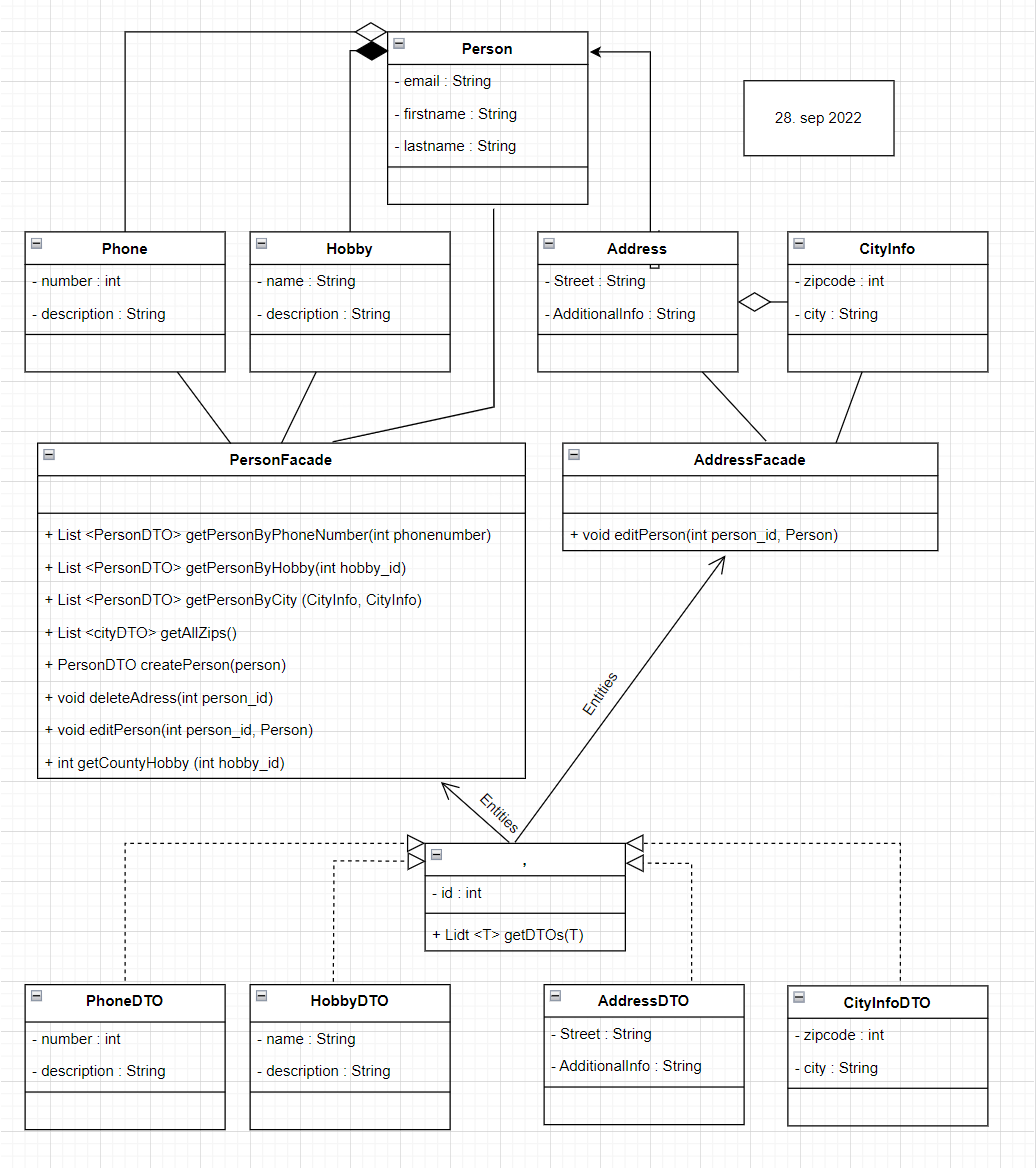 Person
- email : String
- firstname : String
- lastname : String
28. sep 2022
Phone
- number : int
- description : String
Hobby
- name : String
- description : String
Address
- Street : String
- AdditionalInfo : String
CityInfo
- zipcode : int
- city : String
PersonFacade
+ List <PersonDTO> getPersonByPhoneNumber(int phonenumber)
+ List <PersonDTO> getPersonByHobby(int hobby_id)
+ List <PersonDTO> getPersonByCity (CityInfo, CityInfo)
+ List <cityDTO> getAllZips()
+ PersonDTO createPerson(person)
+ void deleteAdress(int person_id)
+ void editPerson(int person_id, Person)
+ int getCountyHobby (int hobby_id)
AddressFacade
+ void editPerson(int person_id, Person)
Entities
Entities
,
- id : int
+ Lidt <T> getDTOs(T)
PhoneDTO
- number : int
- description : String
HobbyDTO
- name : String
- description : String
AddressDTO
- Street : String
- AdditionalInfo : String
CityInfoDTO
- zipcode : int
- city : String